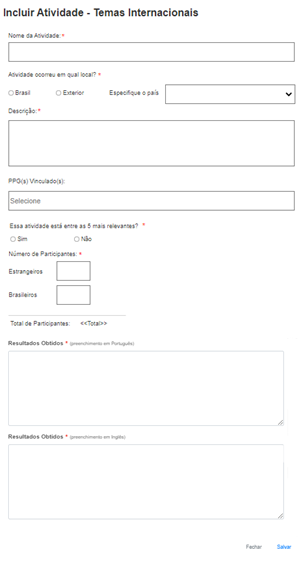 Incluir Atividade - Temas Internacionais
Nome da Atividade: *
Atividade ocorreu em qual local? *
Brasil Exterior Especifique o país
Descrição: *
PPG(s) Vinculado(s):
Selecione
Essa atividade está entre as 5 mais relevantes? *
Sim Não
Número de Participantes: *
Estrangeiros
Brasileiros
Total de Participantes: <<Total>>
Resultados Obtidos * (preenchimento em Português)
Resultados Obtidos * (preenchimento em Inglês)
Fechar Salvar